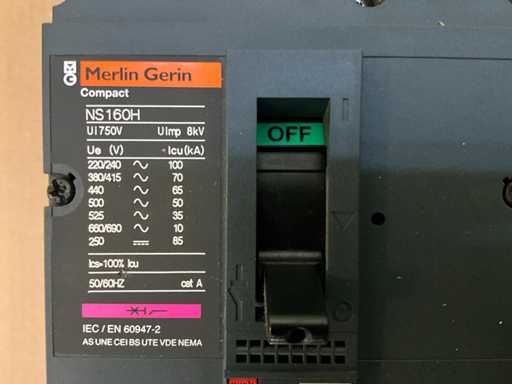 MG Merlin Gerin
Compact
NS160H
Ui750V Uimp 8kV
Ue (V) Icu(kA)
220/240 100
380/415 70
440 65
500 50
525 35
660/690 10
250 85
Ics=100% Icu
50/60HZ cat A
IEC / EN 60947-2
AS UNE CEI BS UTE VDE NEMA
OFF